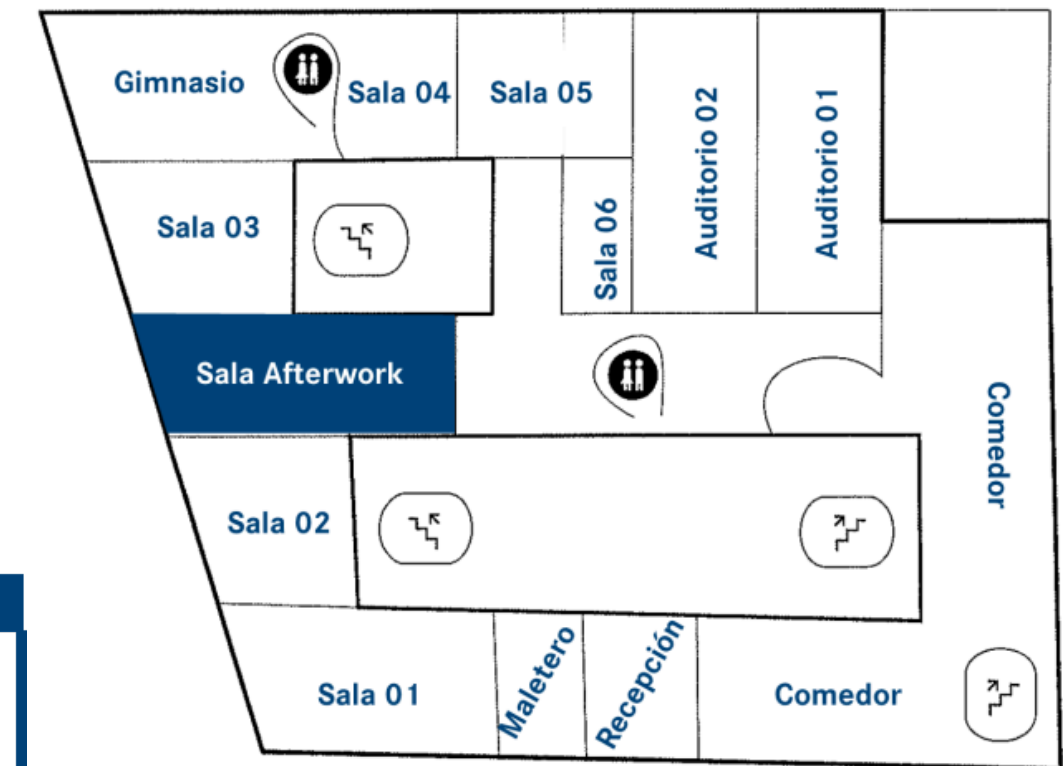 Gimnasio
Sala 04
Sala 05
Auditorio 02
Auditorio 01
Sala 03
Sala 06
Sala Afterwork
Comedor
Sala 02
Sala 01
Maletero
Recepción
Comedor